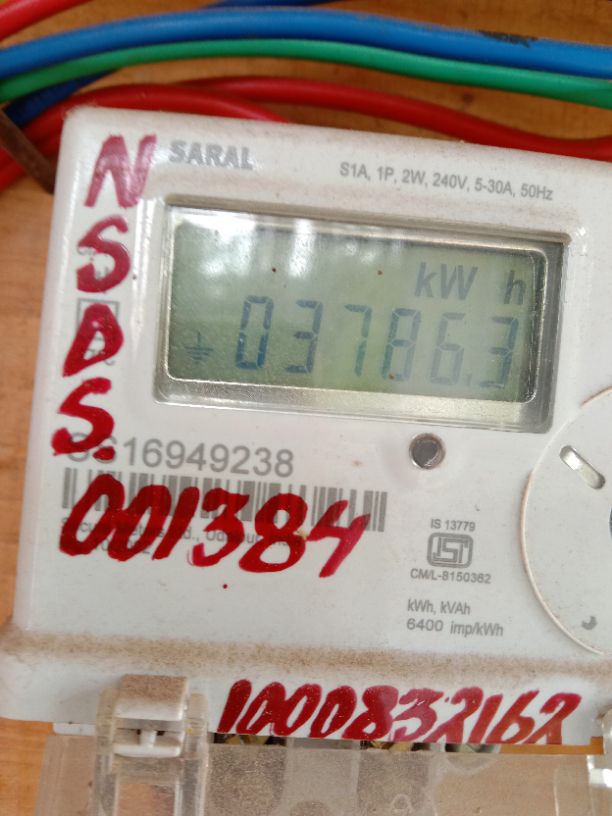 SARAL
S1A, 1P, 2W, 240V, 5-30A, 50Hz
N
S
D
S.
kW h
03786.3
16949238
001384
IS 13779
ISI
CM/L-8150362
kWh, kVAh
6400 imp/kWh
1000832162